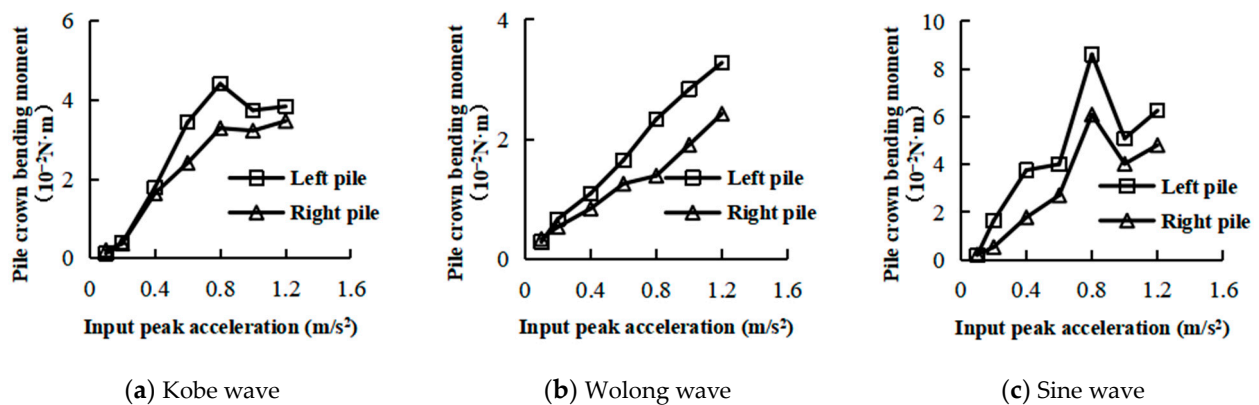 6
4
2
0
Pile crown bending moment
(10⁻²N·m)
Left pile
Right pile
0 0.4 0.8 1.2 1.6
Input peak acceleration (m/s²)
(a) Kobe wave
4
2
0
Pile crown bending moment
(10⁻²N·m)
Left pile
Right pile
0 0.4 0.8 1.2 1.6
Input peak acceleration (m/s²)
(b) Wolong wave
10
8
6
4
2
0
Pile crown bending moment
(10⁻²N·m)
Left pile
Right pile
0 0.4 0.8 1.2 1.6
Input peak acceleration (m/s²)
(c) Sine wave